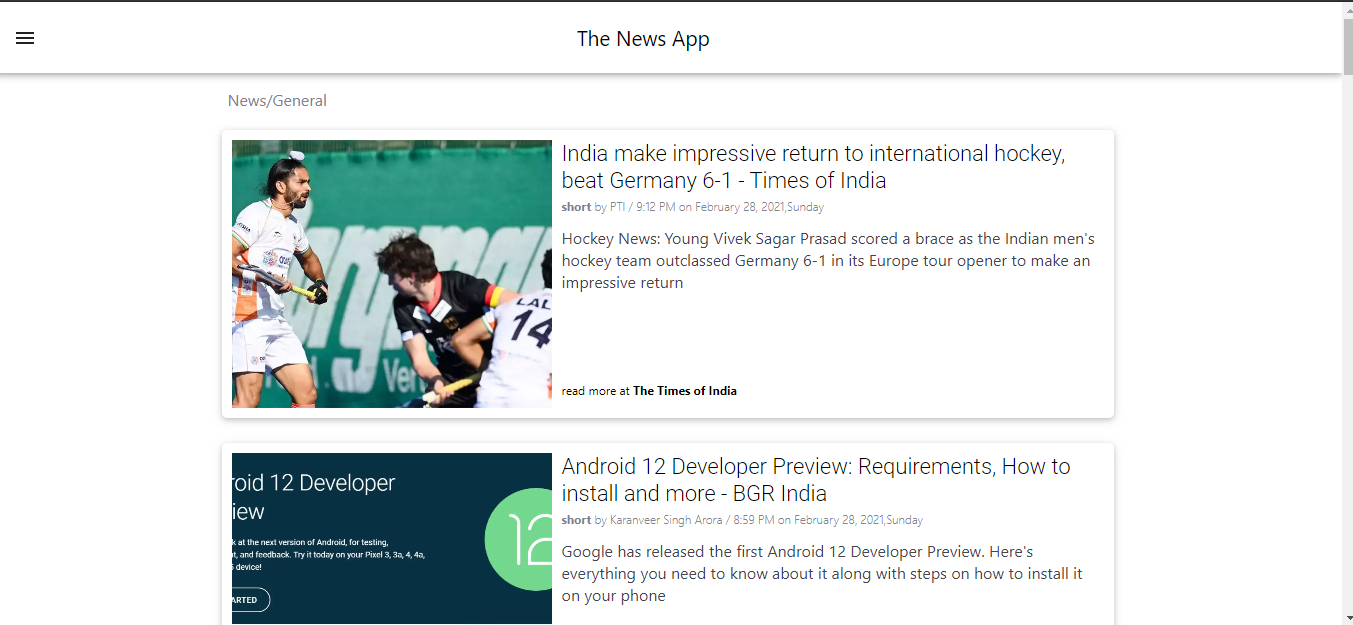 The News App
News/General
India make impressive return to international hockey,
beat Germany 6-1 - Times of India
short by PTI / 9:12 PM on February 28, 2021,Sunday
Hockey News: Young Vivek Sagar Prasad scored a brace as the Indian men's
hockey team outclassed Germany 6-1 in its Europe tour opener to make an
impressive return
read more at The Times of India
LAL
14
Android 12 Developer Preview: Requirements, How to
install and more - BGR India
short by Karanveer Singh Arora / 8:59 PM on February 28, 2021,Sunday
Google has released the first Android 12 Developer Preview. Here's
everything you need to know about it along with steps on how to install it
on your phone
roid 12 Developer
iew
k at the next version of Android, for testing,
t, and feedback. Try it today on your Pixel 3, 3a, 4, 4a,
device!
ARTED
12